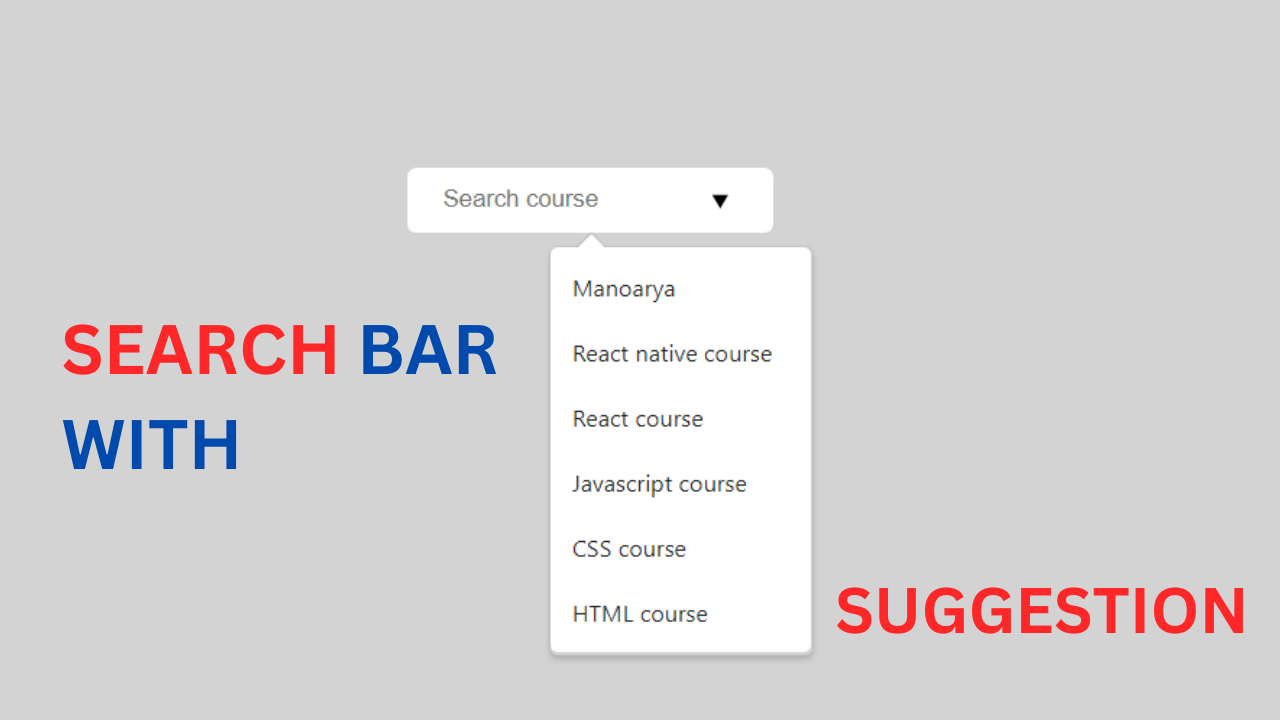 Search course
Manoarya
React native course
React course
Javascript course
CSS course
HTML course
SEARCH BAR
WITH
SUGGESTION